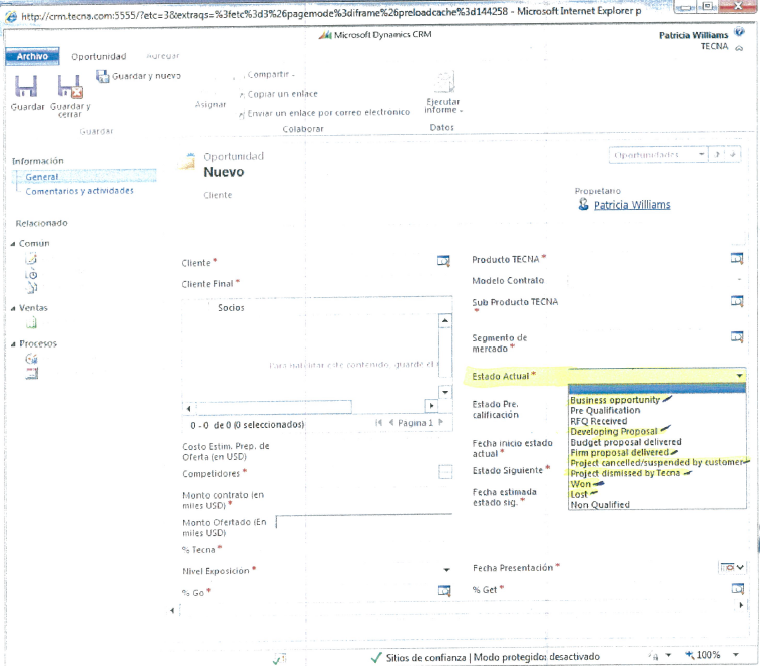 http://crm.tecna.com:5555/?etc=3&extraqs=%3fetc%3d3%26pagemode%3diframe%26preloadcache%3d144258 - Microsoft Internet Explorer p
Microsoft Dynamics CRM
Patricia Williams
TECNA
Archivo Oportunidad Agregar
Guardar
Guardar y cerrar
Guardar y nuevo
Guardar
Asignar
Compartir
Copiar un enlace
Enviar un enlace por correo electrónico
Colaborar
Ejecutar informe
Datos
Información
General
Comentarios y actividades
Relacionado
Común
Ventas
Procesos
Oportunidad
Nuevo
Cliente
Oportunidades
Propietario
Patricia Williams
Cliente *
Cliente Final *
Socios
Para habilitar este contenido, guarde el
0 - 0 de 0 (0 seleccionados)
Página 1
Costo Estim. Prep. de
Oferta (en USD)
Competidores *
Monto contrato (en
miles USD) *
Monto Ofertado (En
miles USD)
% Tecna *
Nivel Exposicion *
% Go *
Producto TECNA *
Modelo Contrato
Sub Producto TECNA
*
Segmento de
mercado *
Estado Actual *
Estado Pre.
calificación
Fecha inicio estado
actual *
Estado Siguiente *
Fecha estimada
estado sig. *
Business opportunity
Pre Qualification
RFQ Received
Developing Proposal
Budget proposal delivered
Firm proposal delivered
Project cancelled/suspended by customer
Project dismissed by Tecna
Won
Lost
Non Qualified
Fecha Presentación *
% Get *
Sitios de confianza | Modo protegido: desactivado
100%